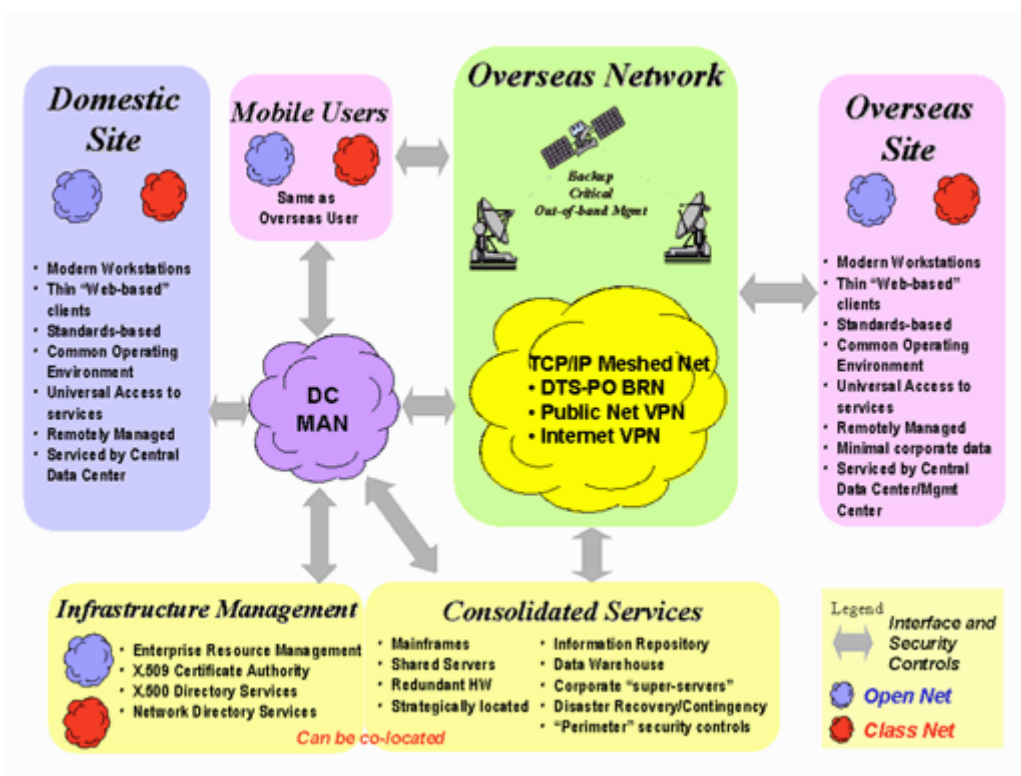 Domestic
Site
• Modern Workstations
• Thin “Web-based”
clients
• Standards-based
• Common Operating
Environment
• Universal Access to
services
• Remotely Managed
• Serviced by Central
Data Center
Mobile Users
Same as
Overseas User
Overseas Network
Backup
Critical
Out-of-band Mgmt
TCP/IP Meshed Net
• DTS-PO BRN
• Public Net VPN
• Internet VPN
DC
MAN
Overseas
Site
• Modern Workstations
• Thin “Web-based”
clients
• Standards-based
• Common Operating
Environment
• Universal Access to
services
• Remotely Managed
• Minimal corporate data
• Serviced by Central
Data Center/Mgmt
Center
Infrastructure Management
• Enterprise Resource Management
• X.509 Certificate Authority
• X.500 Directory Services
• Network Directory Services
Consolidated Services
• Mainframes
• Shared Servers
• Redundant HW
• Strategically located
• Information Repository
• Data Warehouse
• Corporate “super-servers”
• Disaster Recovery/Contingency
• “Perimeter” security controls
Can be co-located
Legend
Interface and
Security
Controls
Open Net
Class Net